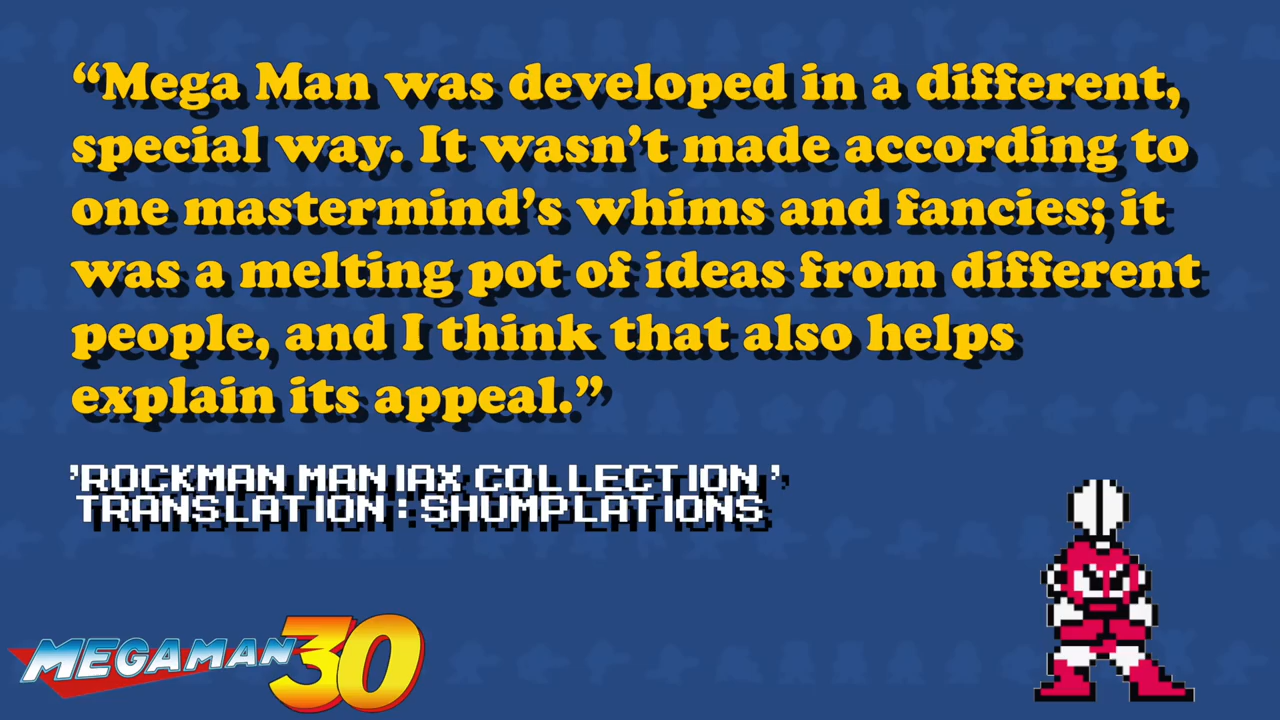 “Mega Man was developed in a different,
special way. It wasn’t made according to
one mastermind’s whims and fancies; it
was a melting pot of ideas from different
people, and I think that also helps
explain its appeal.”
'ROCKMAN MANIAX COLLECTION'
TRANSLATION: SHUMPLATIONS
MEGAMAN 30